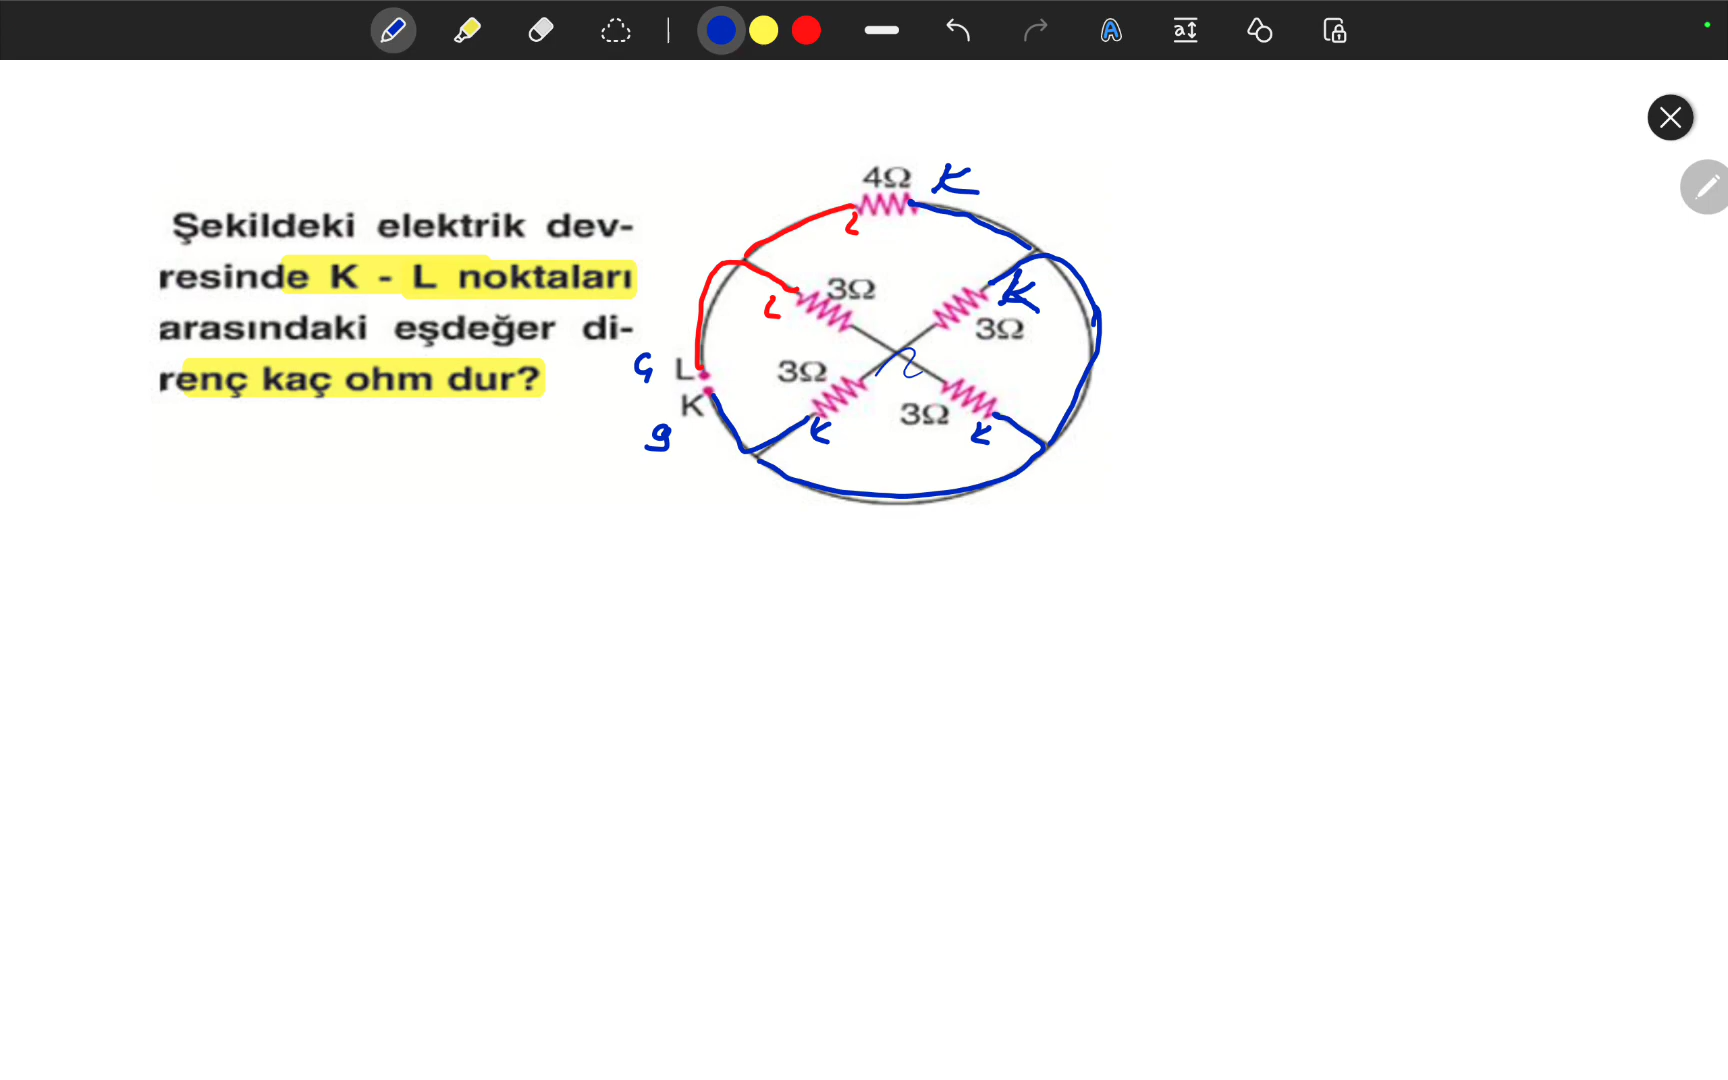 Şekildeki elektrik dev-
resinde K - L noktaları
arasındaki eşdeğer di-
renç kaç ohm dur?
4Ω K
L
3Ω K
L
3Ω
3Ω
L
K
3Ω
K K